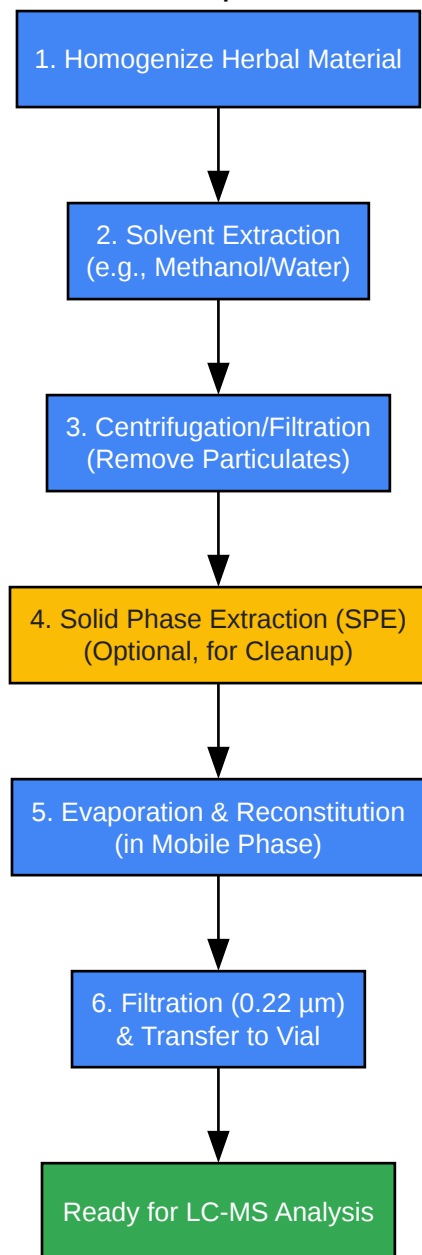 1. Homogenize Herbal Material
2. Solvent Extraction
(e.g., Methanol/Water)
3. Centrifugation/Filtration
(Remove Particulates)
4. Solid Phase Extraction (SPE)
(Optional, for Cleanup)
5. Evaporation & Reconstitution
(in Mobile Phase)
6. Filtration (0.22 µm)
& Transfer to Vial
Ready for LC-MS Analysis